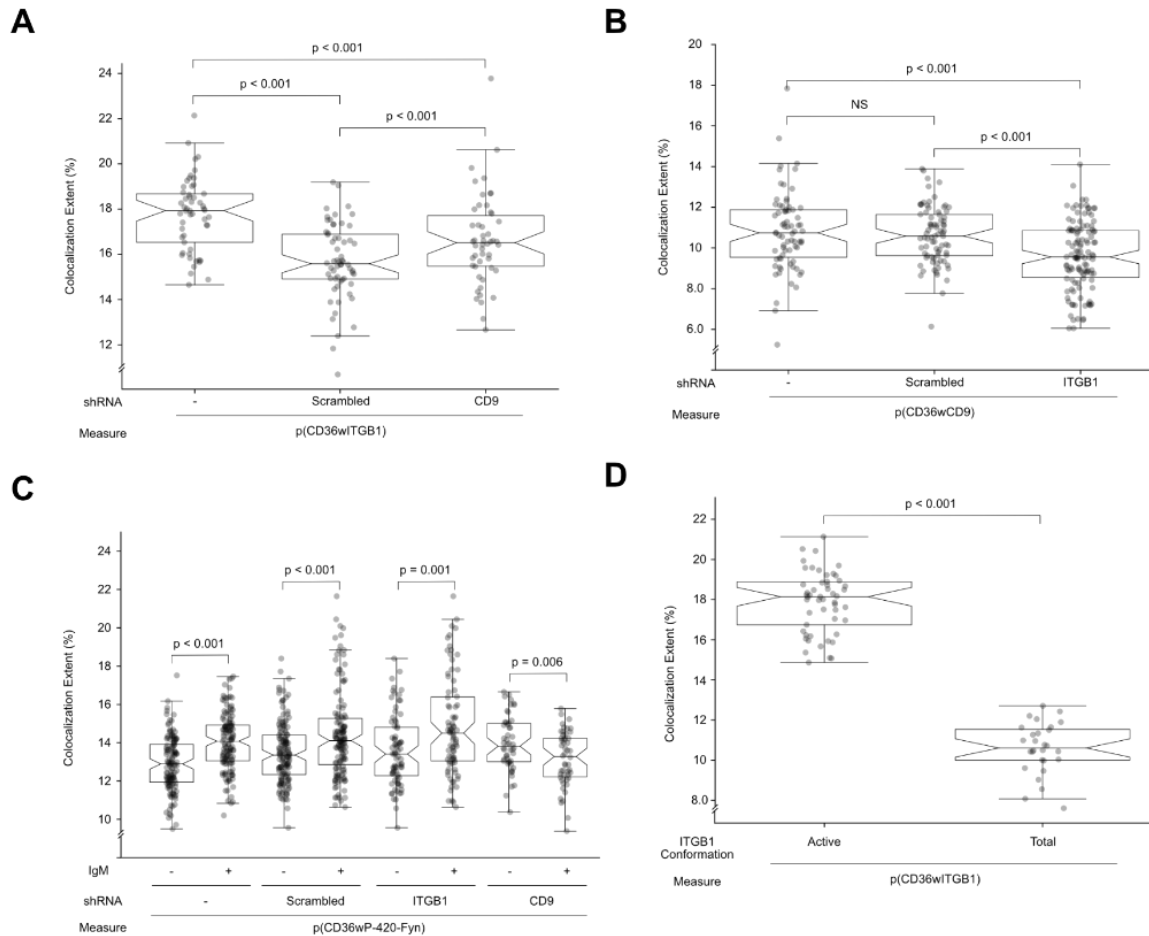 A
p < 0.001
p < 0.001
p < 0.001
24
22
20
18
16
14
12
Colocalization Extent (%)
shRNA - Scrambled CD9
Measure p(CD36wITGB1)
B
p < 0.001
NS
p < 0.001
20
18
16
14
12
10
8.0
6.0
Colocalization Extent (%)
shRNA - Scrambled ITGB1
Measure p(CD36wCD9)
C
p < 0.001
p < 0.001
p = 0.001
p = 0.006
24
22
20
18
16
14
12
10
Colocalization Extent (%)
IgM - + - + - + - +
shRNA - Scrambled ITGB1 CD9
Measure p(CD36wP-420-Fyn)
D
p < 0.001
22
20
18
16
14
12
10
8.0
Colocalization Extent (%)
ITGB1
Conformation Active Total
Measure p(CD36wITGB1)